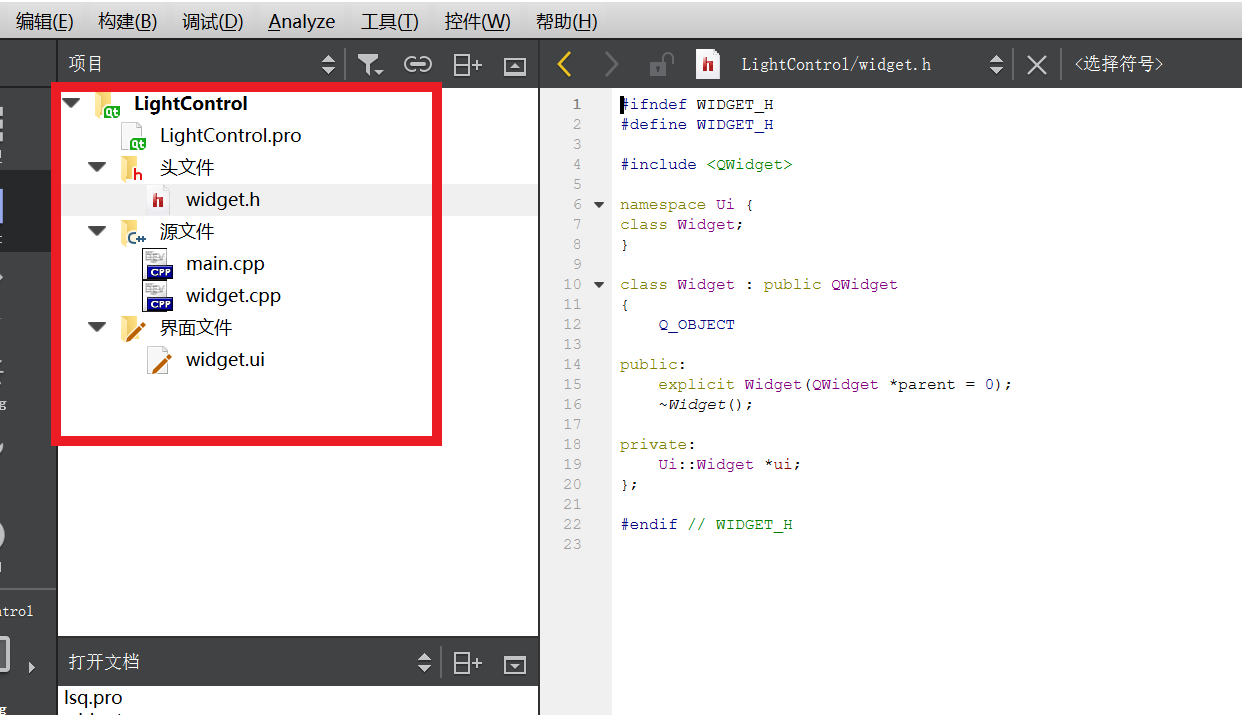 编辑(E) 构建(B) 调试(D) Analyze 工具(T) 控件(W) 帮助(H)
项目
LightControl/widget.h <选择符号>
LightControl
LightControl.pro
头文件
widget.h
源文件
main.cpp
widget.cpp
界面文件
widget.ui
打开文档
lsq.pro
1 #ifndef WIDGET_H
2 #define WIDGET_H
3
4 #include <QWidget>
5
6 namespace Ui {
7 class Widget;
8 }
9
10 class Widget : public QWidget
11 {
12 Q_OBJECT
13
14 public:
15 explicit Widget(QWidget *parent = 0);
16 ~Widget();
17
18 private:
19 Ui::Widget *ui;
20 };
21
22 #endif // WIDGET_H
23